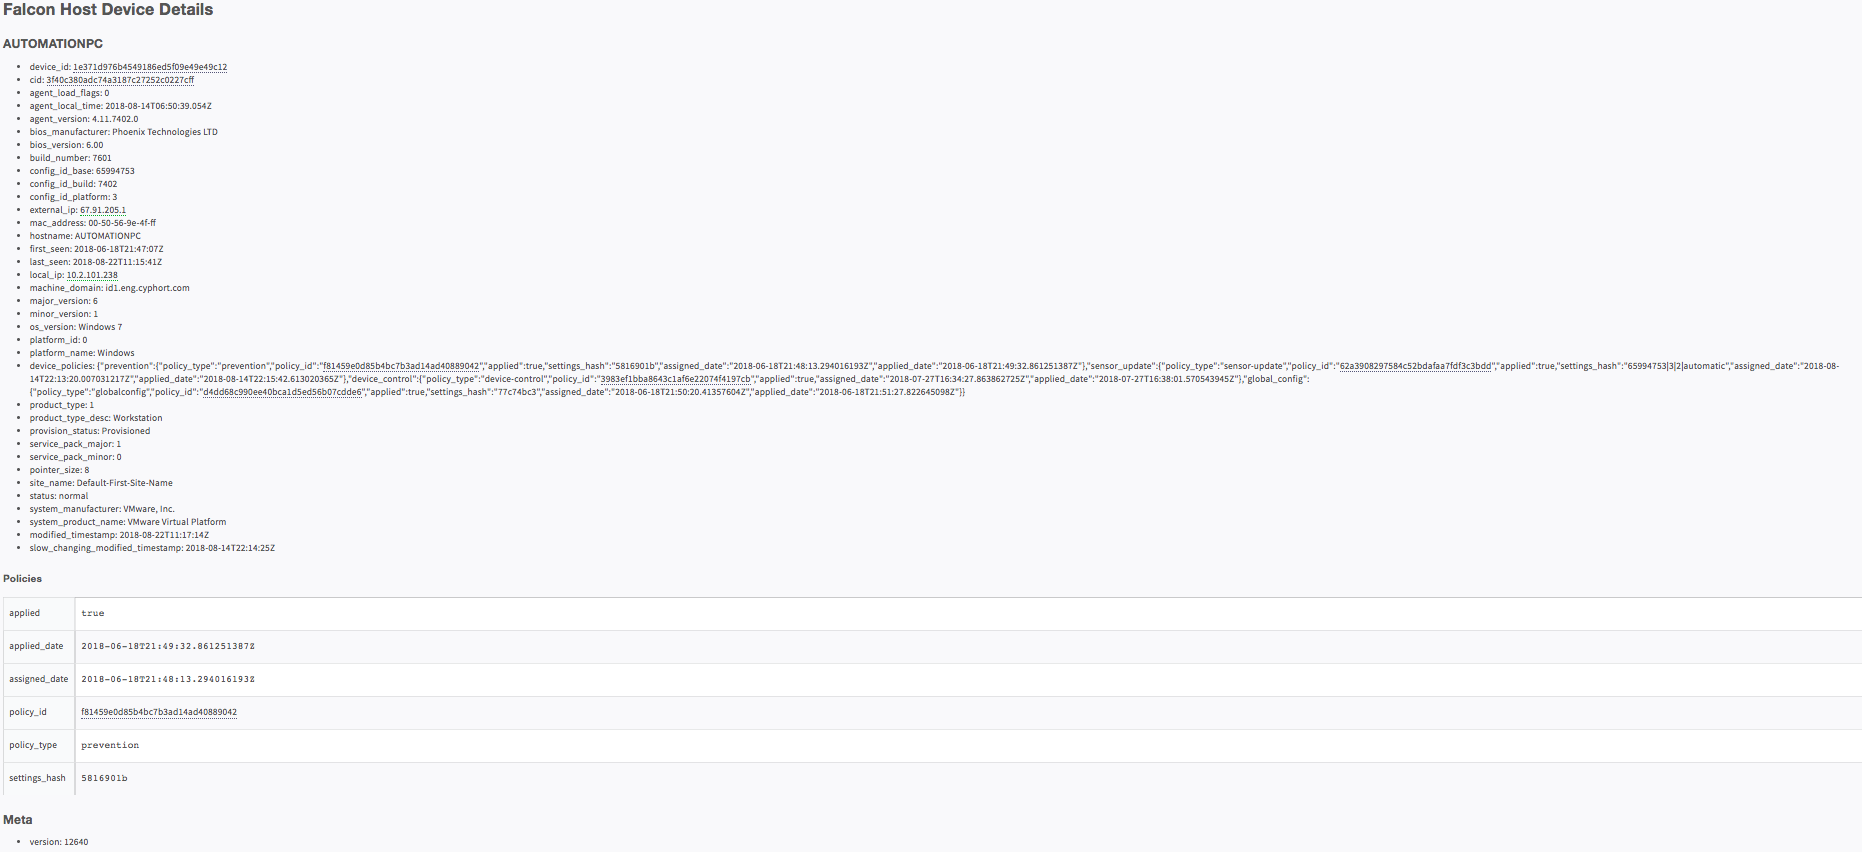 Falcon Host Device Details
AUTOMATIONPC
device_id: 1e371d976b4549186ed5f09e49e49c12
cid: 3f40c380adc74a3187c27252c0227cff
agent_load_flags: 0
agent_local_time: 2018-08-14T06:50:39.054Z
agent_version: 4.11.7402.0
bios_manufacturer: Phoenix Technologies LTD
bios_version: 6.00
build_number: 7601
config_id_base: 65994753
config_id_build: 7402
config_id_platform: 3
external_ip: 67.91.205.1
mac_address: 00-50-56-9e-4f-ff
hostname: AUTOMATIONPC
first_seen: 2018-06-18T21:47:07Z
last_seen: 2018-08-22T11:15:41Z
local_ip: 10.2.101.238
machine_domain: id1.eng.cyphort.com
major_version: 6
minor_version: 1
os_version: Windows 7
platform_id: 0
platform_name: Windows
device_policies: {"prevention":{"policy_type":"prevention","policy_id":"f81459e0d85b4bc7b3ad14ad40889042","applied":true,"settings_hash":"5816901b","assigned_date":"2018-06-18T21:48:13.294016193Z","applied_date":"2018-06-18T21:49:32.861251387Z"},"sensor_update":{"policy_type":"sensor-update","policy_id":"62a3908297584c52bdafaa7fdf3c3bdd","applied":true,"settings_hash":"65994753|3|2|automatic","assigned_date":"2018-08-
14T22:13:20.007031217Z","applied_date":"2018-08-14T22:15:42.613020365Z"},"device_control":{"policy_type":"device-control","policy_id":"3983ef1bba8643c1af6e22074f4197cb","applied":true,"assigned_date":"2018-07-27T16:34:27.863862725Z","applied_date":"2018-07-27T16:38:01.570543945Z"},"global_config":
{"policy_type":"globalconfig","policy_id":"d4dd68c990ee40bca1d5ed56b07cdde6","applied":true,"settings_hash":"77c74bc3","assigned_date":"2018-06-18T21:50:20.41357604Z","applied_date":"2018-06-18T21:51:27.822645098Z"}}
product_type: 1
product_type_desc: Workstation
provision_status: Provisioned
service_pack_major: 1
service_pack_minor: 0
pointer_size: 8
site_name: Default-First-Site-Name
status: normal
system_manufacturer: VMware, Inc.
system_product_name: VMware Virtual Platform
modified_timestamp: 2018-08-22T11:17:14Z
slow_changing_modified_timestamp: 2018-08-14T22:14:25Z
Policies
applied true
applied_date 2018-06-18T21:49:32.861251387Z
assigned_date 2018-06-18T21:48:13.294016193Z
policy_id f81459e0d85b4bc7b3ad14ad40889042
policy_type prevention
settings_hash 5816901b
Meta
version: 12640